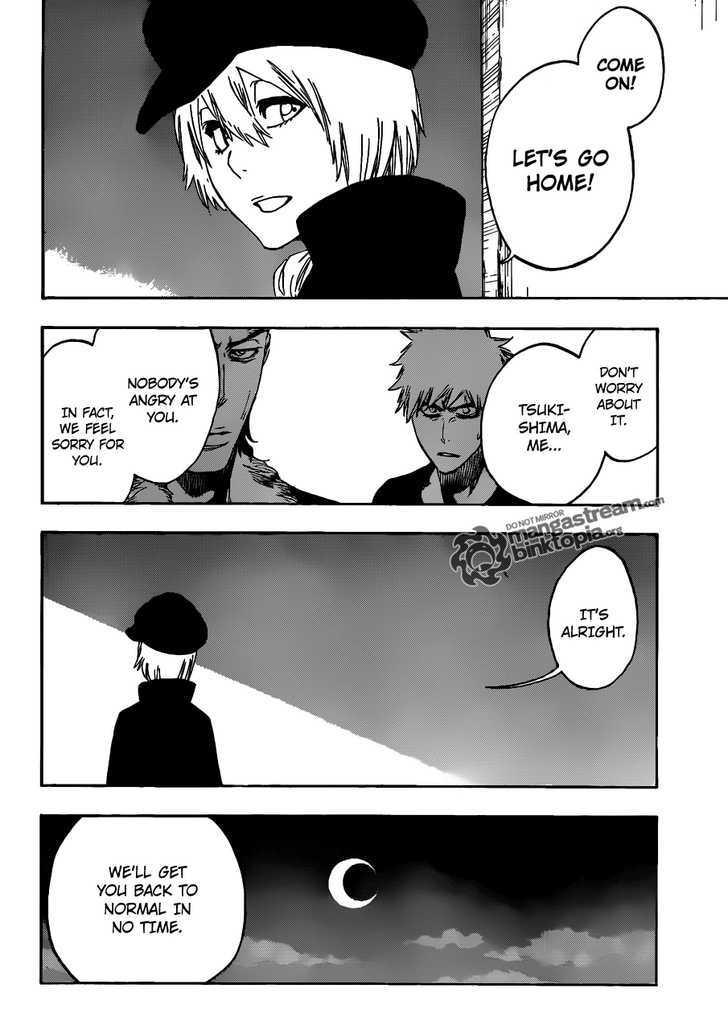 COME
ON!
LET'S GO
HOME!
DON'T
WORRY
ABOUT
IT.
TSUKI-
SHIMA,
ME...
NOBODY'S
ANGRY AT
YOU.
IN FACT,
WE FEEL
SORRY FOR
YOU.
DO NOT MIRROR
mangastream.com
binktopia.org
IT'S
ALRIGHT.
WE'LL GET
YOU BACK TO
NORMAL IN
NO TIME.